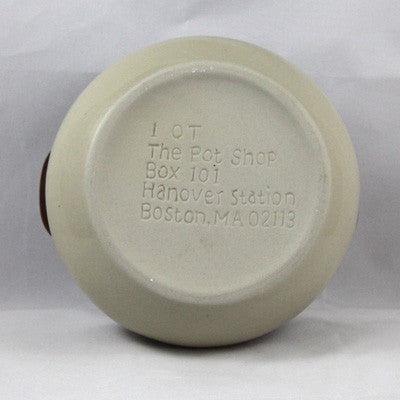 1 QT
The Pot Shop
Box 101
Hanover Station
Boston, MA 02113